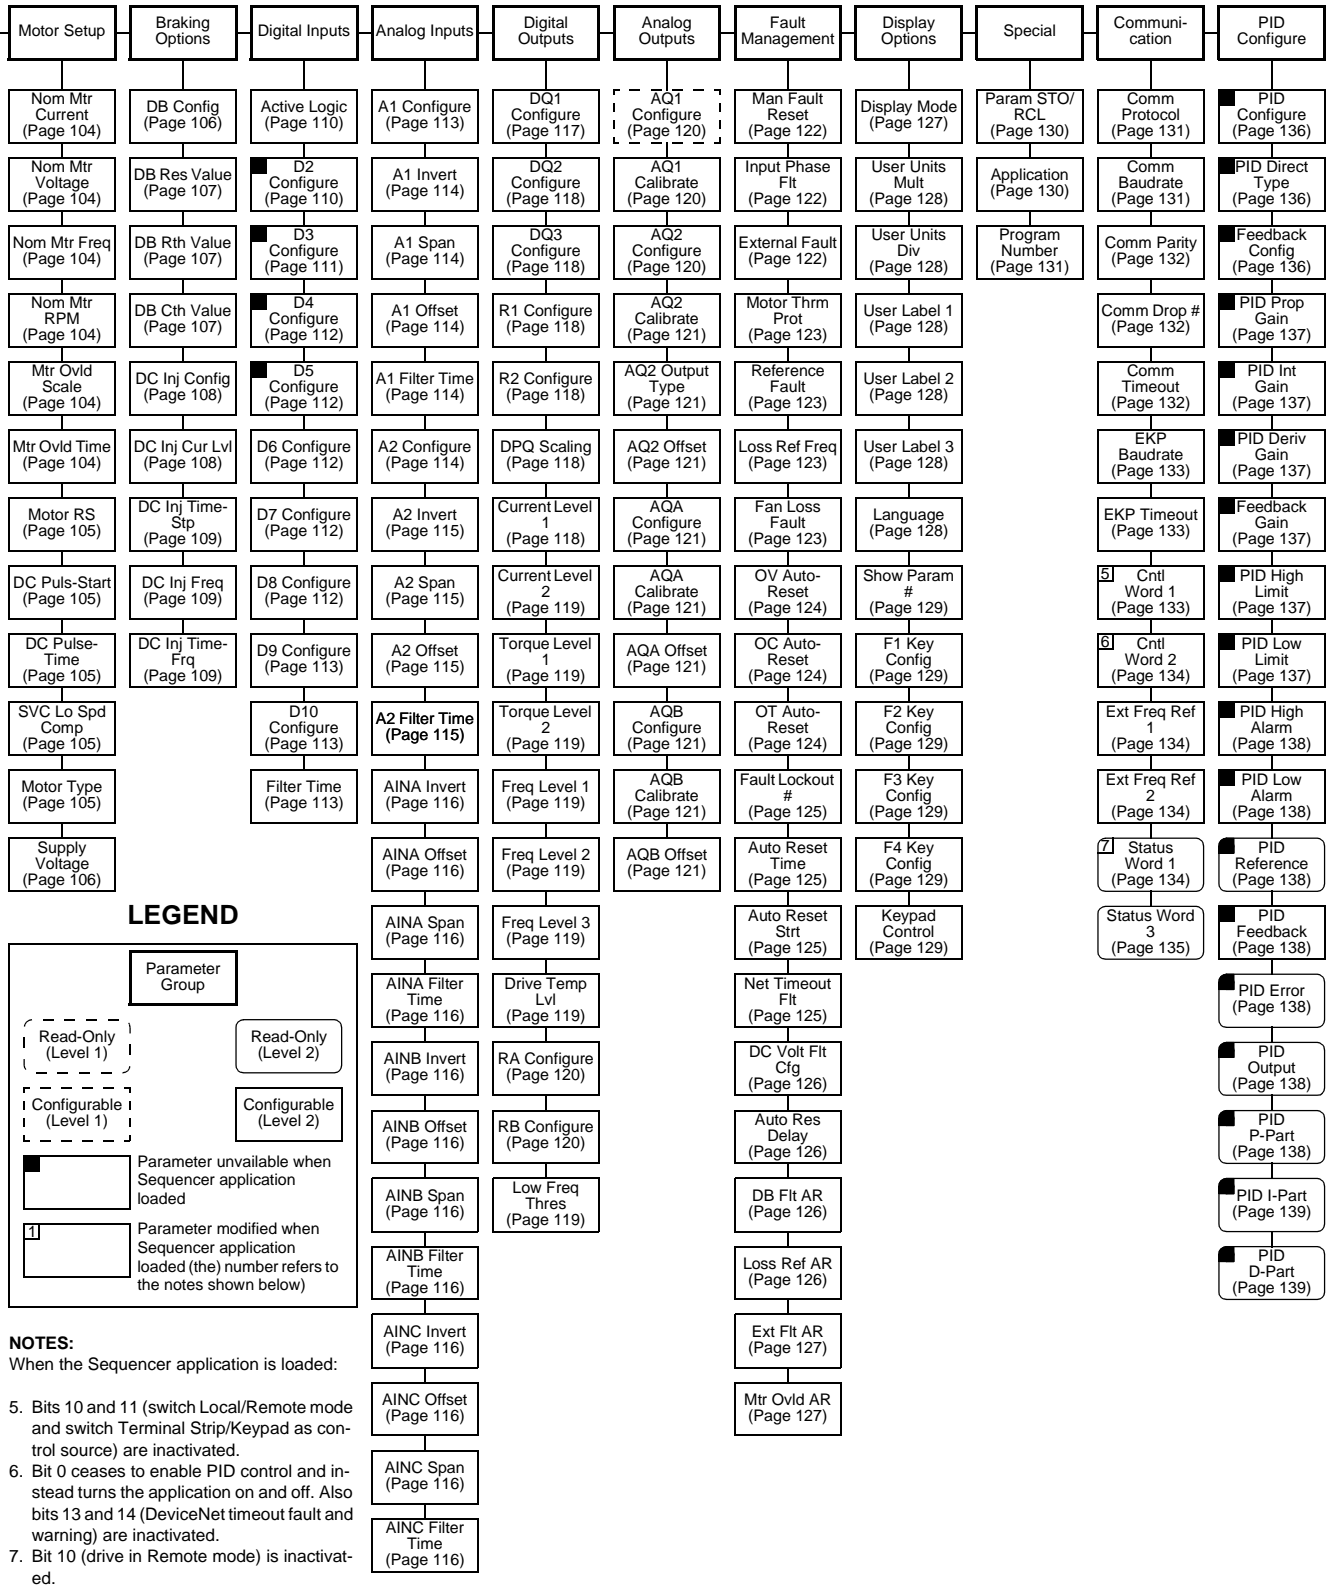 Motor Setup
Braking
Options
Digital Inputs
Analog Inputs
Digital
Outputs
Analog
Outputs
Fault
Management
Display
Options
Special
Communi-
cation
PID
Configure
Nom Mtr
Current
(Page 104)
Nom Mtr
Voltage
(Page 104)
Nom Mtr Freq
(Page 104)
Nom Mtr
RPM
(Page 104)
Mtr Ovld
Scale
(Page 104)
Mtr Ovld Time
(Page 104)
Motor RS
(Page 105)
DC Puls-Start
(Page 105)
DC Pulse-
Time
(Page 105)
SVC Lo Spd
Comp
(Page 105)
Motor Type
(Page 105)
Supply
Voltage
(Page 106)
DB Config
(Page 106)
DB Res Value
(Page 107)
DB Rth Value
(Page 107)
DB Cth Value
(Page 107)
DC Inj Config
(Page 108)
DC Inj Cur Lvl
(Page 108)
DC Inj Time-
Stp
(Page 109)
DC Inj Freq
(Page 109)
DC Inj Time-
Frq
(Page 109)
Active Logic
(Page 110)
D2
Configure
(Page 110)
D3
Configure
(Page 111)
D4
Configure
(Page 112)
D5
Configure
(Page 112)
D6 Configure
(Page 112)
D7 Configure
(Page 112)
D8 Configure
(Page 112)
D9 Configure
(Page 113)
D10
Configure
(Page 113)
Filter Time
(Page 113)
A1 Configure
(Page 113)
A1 Invert
(Page 114)
A1 Span
(Page 114)
A1 Offset
(Page 114)
A1 Filter Time
(Page 114)
A2 Configure
(Page 114)
A2 Invert
(Page 115)
A2 Span
(Page 115)
A2 Offset
(Page 115)
A2 Filter Time
(Page 115)
AINA Invert
(Page 116)
AINA Offset
(Page 116)
AINA Span
(Page 116)
AINA Filter
Time
(Page 116)
AINB Invert
(Page 116)
AINB Offset
(Page 116)
AINB Span
(Page 116)
AINB Filter
Time
(Page 116)
AINC Invert
(Page 116)
AINC Offset
(Page 116)
AINC Span
(Page 116)
AINC Filter
Time
(Page 116)
DQ1
Configure
(Page 117)
DQ2
Configure
(Page 118)
DQ3
Configure
(Page 118)
R1 Configure
(Page 118)
R2 Configure
(Page 118)
DPQ Scaling
(Page 118)
Current Level
1
(Page 118)
Current Level
2
(Page 119)
Torque Level
1
(Page 119)
Torque Level
2
(Page 119)
Freq Level 1
(Page 119)
Freq Level 2
(Page 119)
Freq Level 3
(Page 119)
Drive Temp
Lvl
(Page 119)
RA Configure
(Page 120)
RB Configure
(Page 120)
Low Freq
Thres
(Page 119)
AQ1
Configure
(Page 120)
AQ1
Calibrate
(Page 120)
AQ2
Configure
(Page 120)
AQ2
Calibrate
(Page 121)
AQ2 Output
Type
(Page 121)
AQ2 Offset
(Page 121)
AQA
Configure
(Page 121)
AQA
Calibrate
(Page 121)
AQA Offset
(Page 121)
AQB
Configure
(Page 121)
AQB
Calibrate
(Page 121)
AQB Offset
(Page 121)
Man Fault
Reset
(Page 122)
Input Phase
Flt
(Page 122)
External Fault
(Page 122)
Motor Thrm
Prot
(Page 123)
Reference
Fault
(Page 123)
Loss Ref Freq
(Page 123)
Fan Loss
Fault
(Page 123)
OV Auto-
Reset
(Page 124)
OC Auto-
Reset
(Page 124)
OT Auto-
Reset
(Page 124)
Fault Lockout
#
(Page 125)
Auto Reset
Time
(Page 125)
Auto Reset
Strt
(Page 125)
Net Timeout
Flt
(Page 125)
DC Volt Flt
Cfg
(Page 126)
Auto Res
Delay
(Page 126)
DB Flt AR
(Page 126)
Loss Ref AR
(Page 126)
Ext Flt AR
(Page 127)
Mtr Ovld AR
(Page 127)
Display Mode
(Page 127)
User Units
Mult
(Page 128)
User Units
Div
(Page 128)
User Label 1
(Page 128)
User Label 2
(Page 128)
User Label 3
(Page 128)
Language
(Page 128)
Show Param
#
(Page 129)
F1 Key
Config
(Page 129)
F2 Key
Config
(Page 129)
F3 Key
Config
(Page 129)
F4 Key
Config
(Page 129)
Keypad
Control
(Page 129)
Param STO/
RCL
(Page 130)
Application
(Page 130)
Program
Number
(Page 131)
Comm
Protocol
(Page 131)
Comm
Baudrate
(Page 131)
Comm Parity
(Page 132)
Comm Drop #
(Page 132)
Comm
Timeout
(Page 132)
EKP
Baudrate
(Page 133)
EKP Timeout
(Page 133)
5 Cntl
Word 1
(Page 133)
6 Cntl
Word 2
(Page 134)
Ext Freq Ref
1
(Page 134)
Ext Freq Ref
2
(Page 134)
7 Status
Word 1
(Page 134)
Status Word
3
(Page 135)
PID
Configure
(Page 136)
PID Direct
Type
(Page 136)
Feedback
Config
(Page 136)
PID Prop
Gain
(Page 137)
PID Int
Gain
(Page 137)
PID Deriv
Gain
(Page 137)
Feedback
Gain
(Page 137)
PID High
Limit
(Page 137)
PID Low
Limit
(Page 137)
PID High
Alarm
(Page 138)
PID Low
Alarm
(Page 138)
PID
Reference
(Page 138)
PID
Feedback
(Page 138)
PID Error
(Page 138)
PID
Output
(Page 138)
PID
P-Part
(Page 138)
PID I-Part
(Page 139)
PID
D-Part
(Page 139)
LEGEND
Parameter
Group
Read-Only
(Level 1)
Read-Only
(Level 2)
Configurable
(Level 1)
Configurable
(Level 2)
Parameter unvailable when
Sequencer application
loaded
1
Parameter modified when
Sequencer application
loaded (the) number refers to
the notes shown below)
NOTES:
When the Sequencer application is loaded:
5. Bits 10 and 11 (switch Local/Remote mode
and switch Terminal Strip/Keypad as con-
trol source) are inactivated.
6. Bit 0 ceases to enable PID control and in-
stead turns the application on and off. Also
bits 13 and 14 (DeviceNet timeout fault and
warning) are inactivated.
7. Bit 10 (drive in Remote mode) is inactivat-
ed.